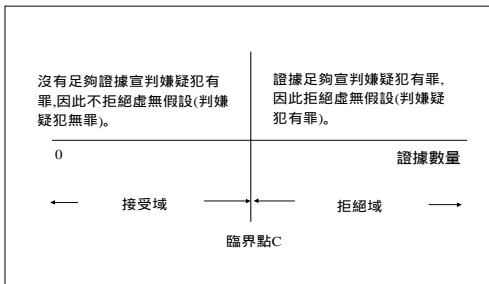 沒有足夠證據宣判嫌疑犯有
罪,因此不拒絕虛無假設(判嫌
疑犯無罪)。
證據足夠宣判嫌疑犯有罪,
因此拒絕虛無假設(判嫌疑
犯有罪)。
0
證據數量
接受域
拒絕域
臨界點C